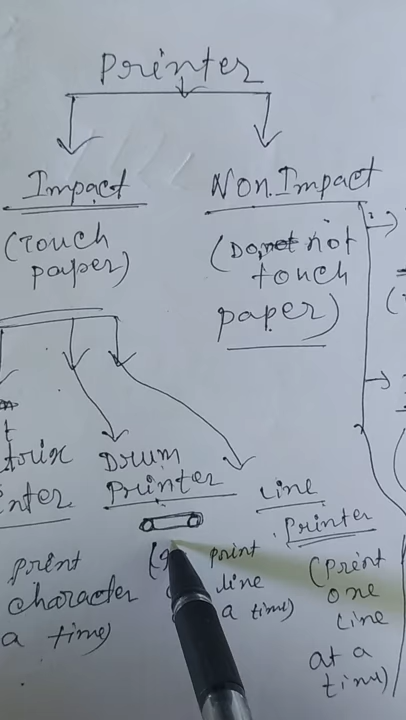 Printer
Impact
(Touch
paper)
Non Impact
(Do not
touch
paper)
Drum
Printer
print
character
a time)
print
line
a time)
Line
Printer
(Print
one
Line
at a
time)